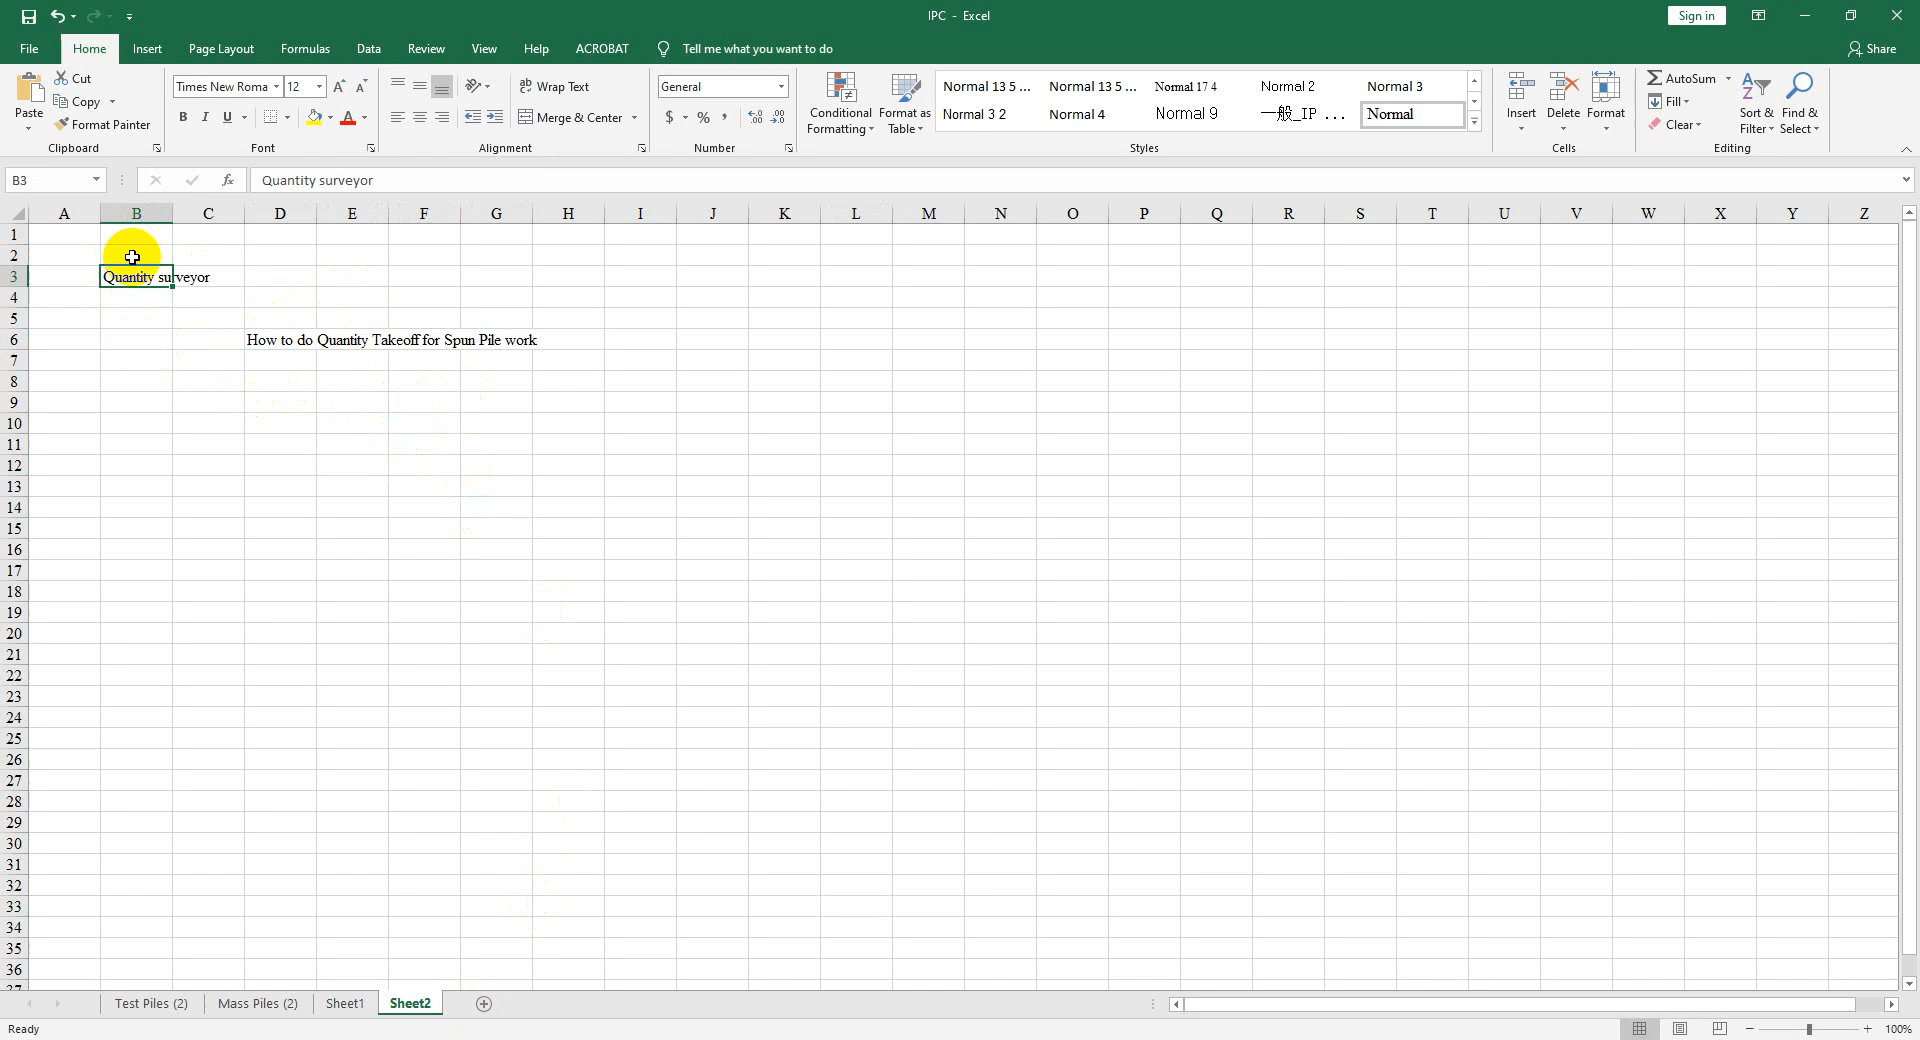 IPC - Excel
Sign in
File Home Insert Page Layout Formulas Data Review View Help ACROBAT Tell me what you want to do Share
Paste
Cut
Copy
Format Painter
Clipboard
Times New Roma 12
B I U
Font
Wrap Text
Merge & Center
Alignment
General
$ % ,
Number
Conditional Formatting
Format as Table
Normal 13 5 ... Normal 13 5 ... Normal 17 4 Normal 2 Normal 3
Normal 3 2 Normal 4 Normal 9 一般_IP ... Normal
Styles
Insert Delete Format
Cells
AutoSum
Fill
Clear
Sort & Filter
Find & Select
Editing
B3 fx Quantity surveyor
A B C D E F G H I J K L M N O P Q R S T U V W X Y Z
1
2
3 Quantity surveyor
4
5
6 How to do Quantity Takeoff for Spun Pile work
7
8
9
10
11
12
13
14
15
16
17
18
19
20
21
22
23
24
25
26
27
28
29
30
31
32
33
34
35
36
37
Test Piles (2) Mass Piles (2) Sheet1 Sheet2
Ready 100%